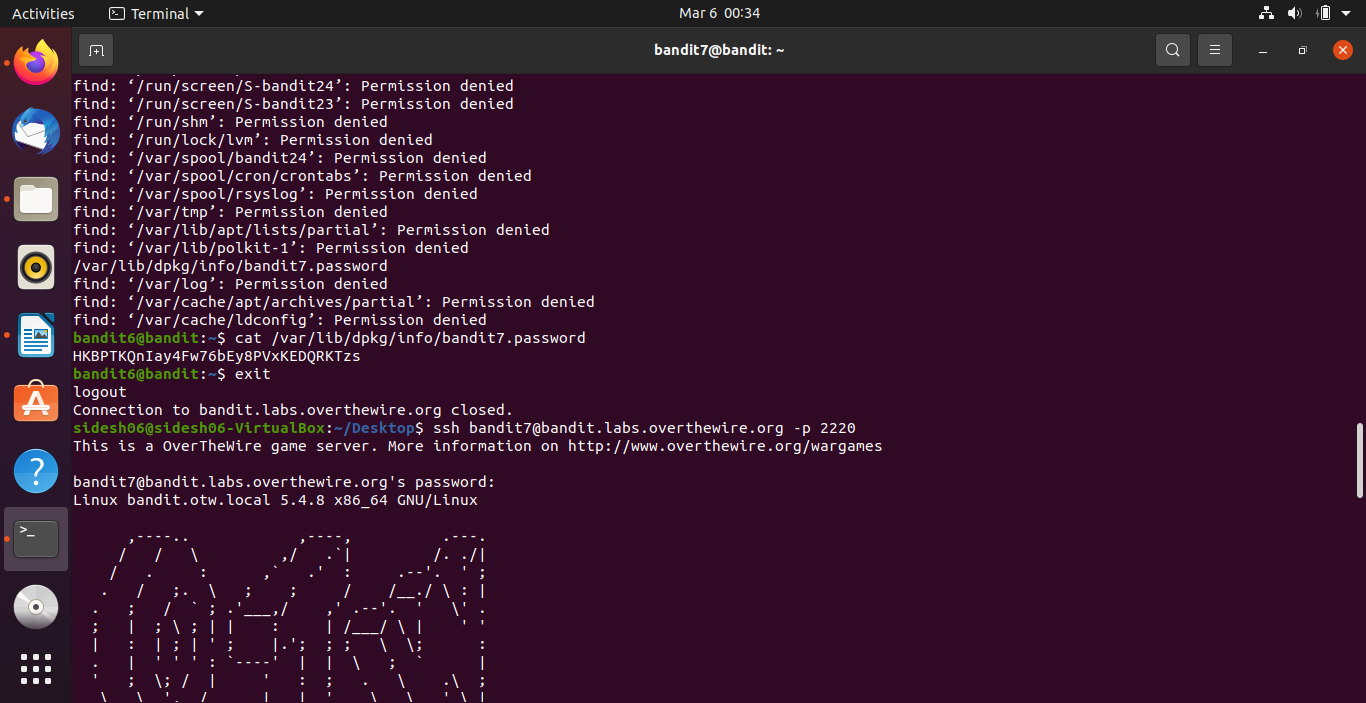 Activities
Terminal
Mar 6 00:34
bandit7@bandit: ~
find: ‘/run/screen/S-bandit24’: Permission denied
find: ‘/run/screen/S-bandit23’: Permission denied
find: ‘/run/shm’: Permission denied
find: ‘/run/lock/lvm’: Permission denied
find: ‘/var/spool/bandit24’: Permission denied
find: ‘/var/spool/cron/crontabs’: Permission denied
find: ‘/var/spool/rsyslog’: Permission denied
find: ‘/var/tmp’: Permission denied
find: ‘/var/lib/apt/lists/partial’: Permission denied
find: ‘/var/lib/polkit-1’: Permission denied
/var/lib/dpkg/info/bandit7.password
find: ‘/var/log’: Permission denied
find: ‘/var/cache/apt/archives/partial’: Permission denied
find: ‘/var/cache/ldconfig’: Permission denied
bandit6@bandit:~$ cat /var/lib/dpkg/info/bandit7.password
HKBPTKQnIay4Fw76bEy8PVxKEDQRKTzs
bandit6@bandit:~$ exit
logout
Connection to bandit.labs.overthewire.org closed.
sidesh06@sidesh06-VirtualBox:~/Desktop$ ssh bandit7@bandit.labs.overthewire.org -p 2220
This is a OverTheWire game server. More information on http://www.overthewire.org/wargames
bandit7@bandit.labs.overthewire.org's password:
Linux bandit.otw.local 5.4.8 x86_64 GNU/Linux